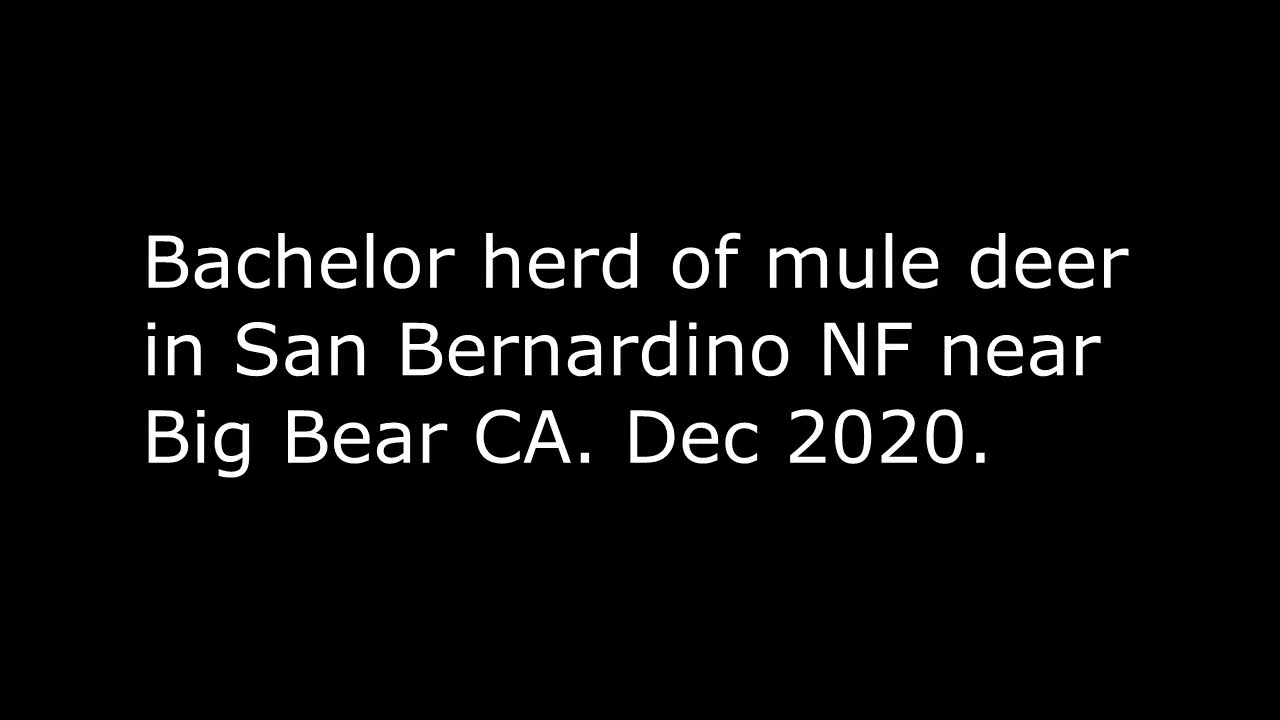 Bachelor herd of mule deer
in San Bernardino NF near
Big Bear CA. Dec 2020.